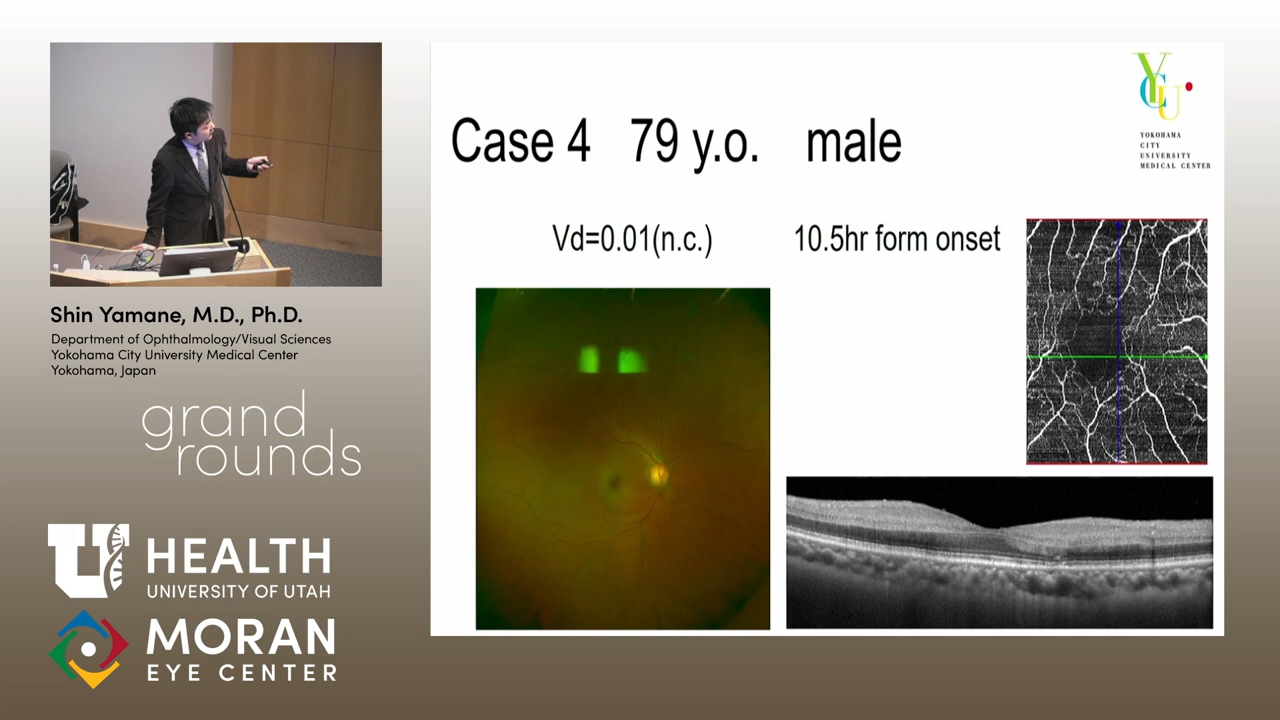 Shin Yamane, M.D., Ph.D.
Department of Ophthalmology/Visual Sciences
Yokohama City University Medical Center
Yokohama, Japan
grand
rounds
U HEALTH
UNIVERSITY OF UTAH
MORAN
EYE CENTER
YCU
YOKOHAMA
CITY
UNIVERSITY
MEDICAL CENTER
Case 4 79 y.o. male
Vd=0.01(n.c.) 10.5hr form onset